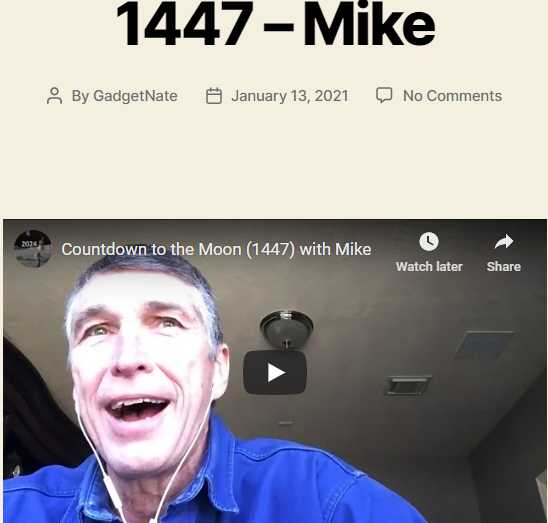 1447 – Mike
By GadgetNate January 13, 2021 No Comments
2024
Countdown to the Moon (1447) with Mike
Watch later Share